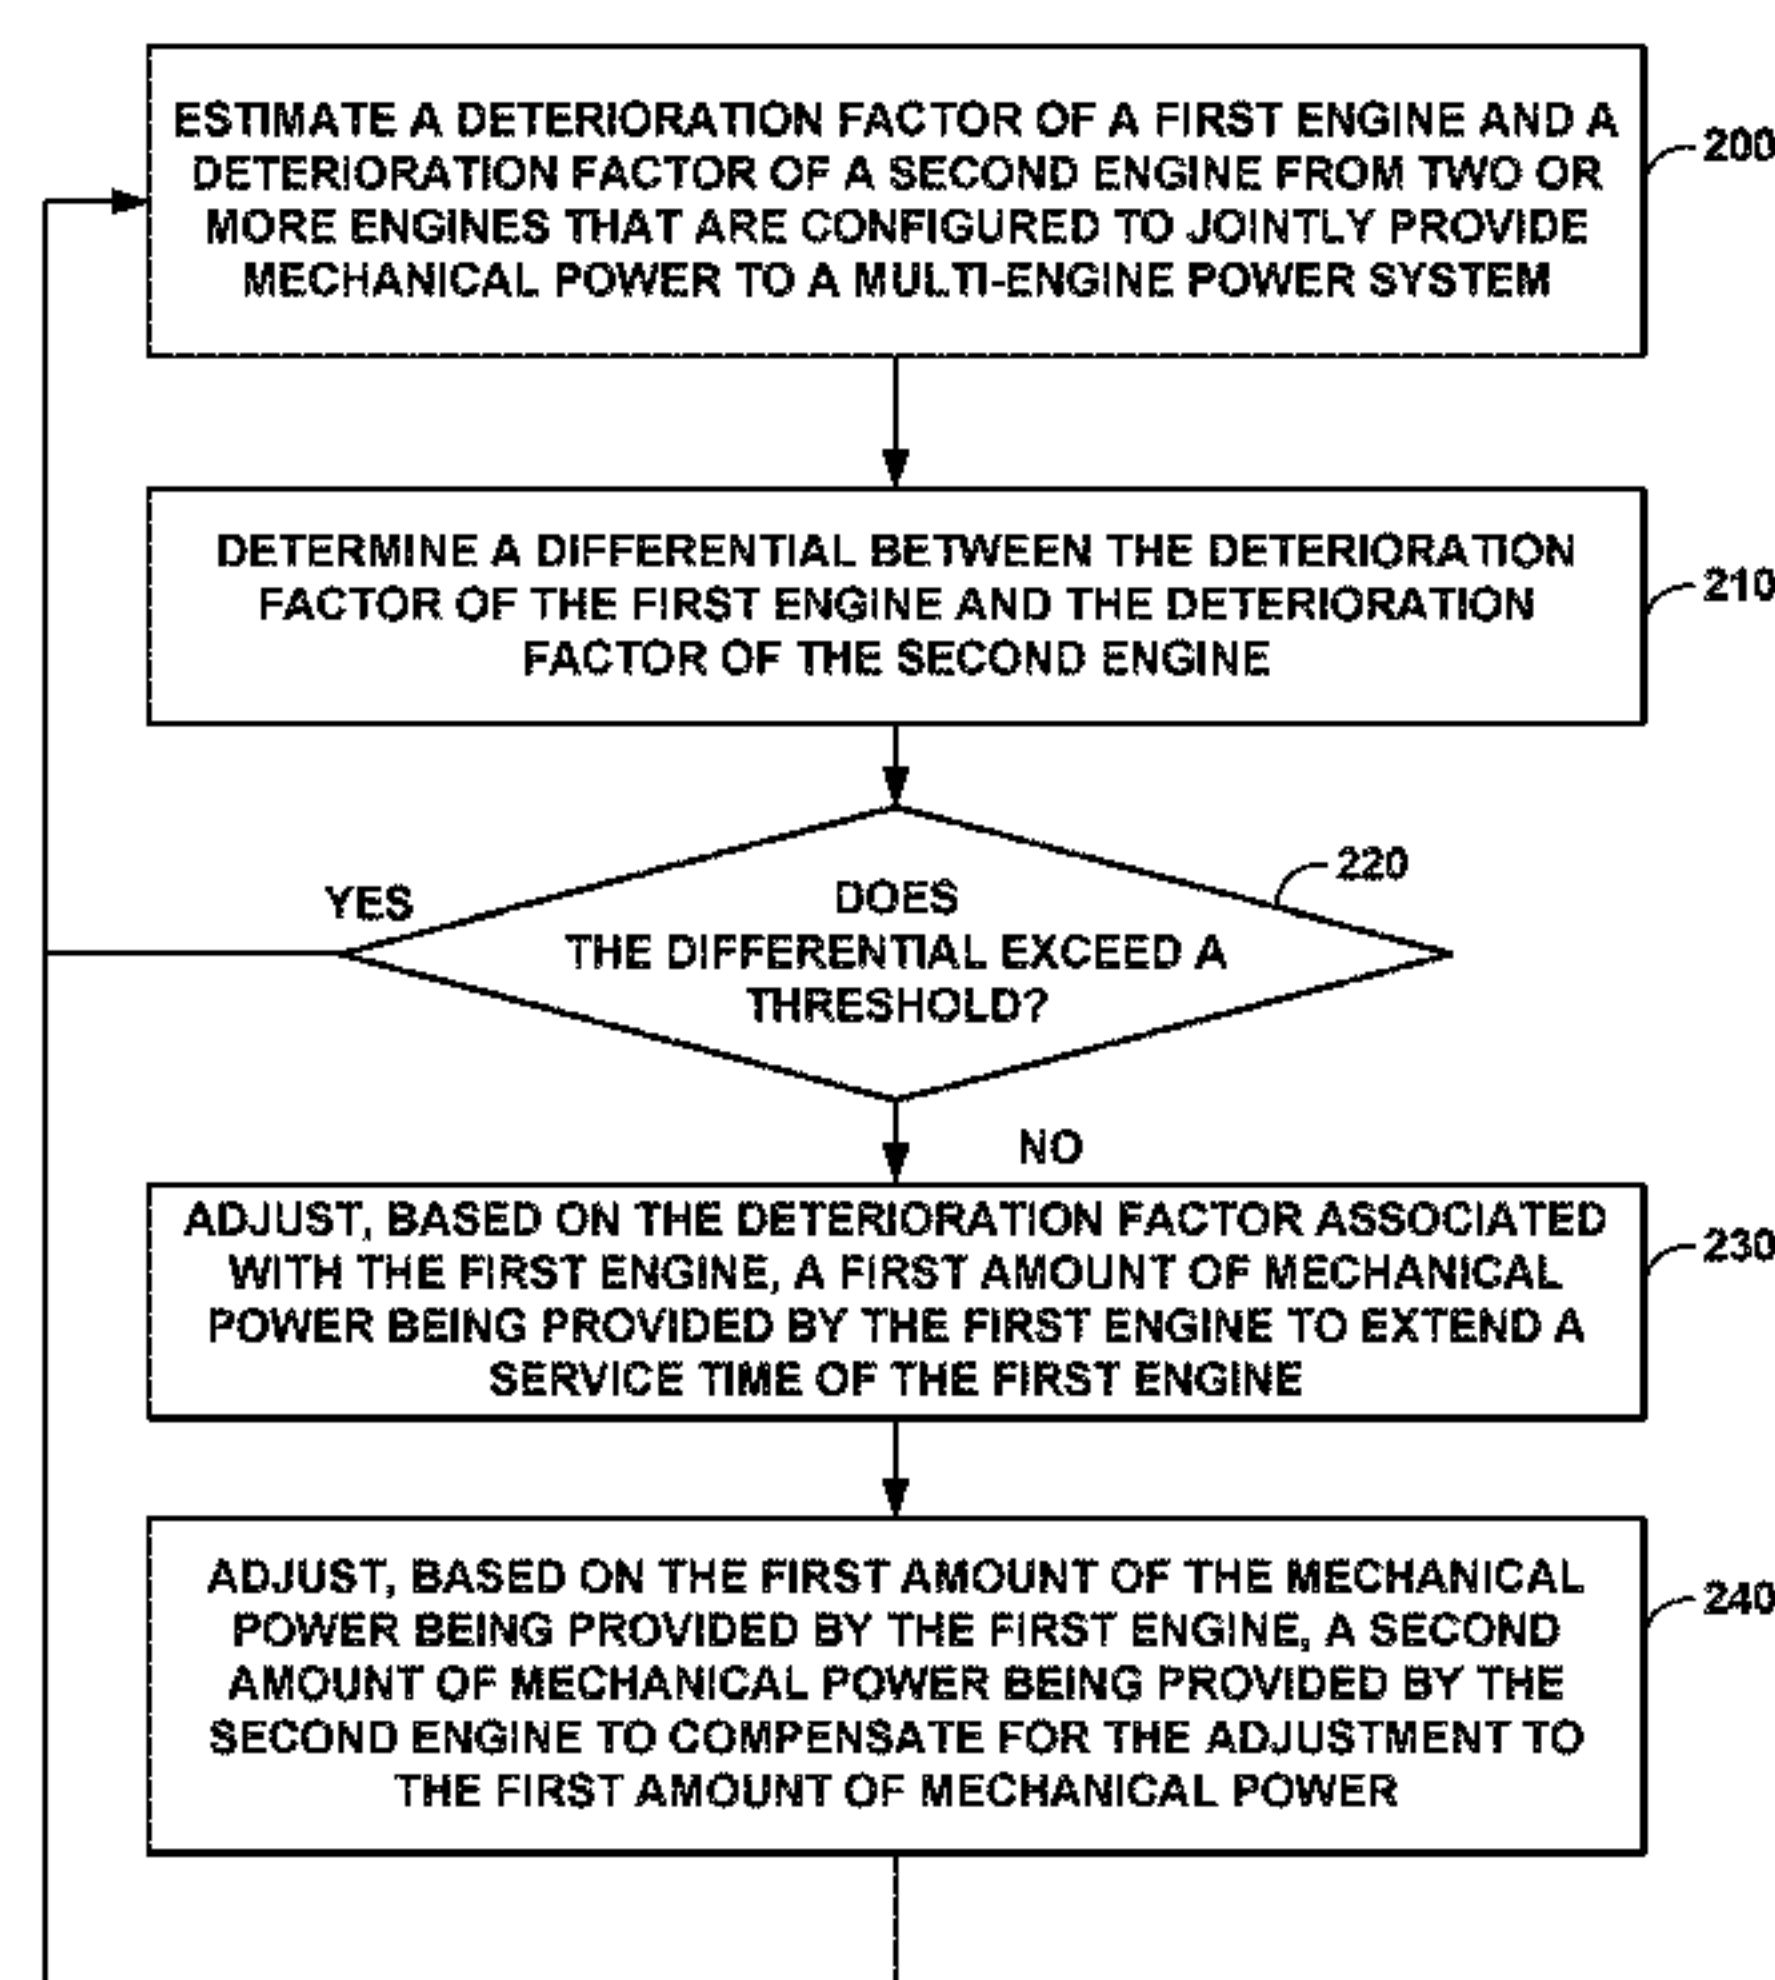 ESTIMATE A DETERIORATION FACTOR OF A FIRST ENGINE AND A
DETERIORATION FACTOR OF A SECOND ENGINE FROM TWO OR
MORE ENGINES THAT ARE CONFIGURED TO JOINTLY PROVIDE
MECHANICAL POWER TO A MULTI-ENGINE POWER SYSTEM
200
DETERMINE A DIFFERENTIAL BETWEEN THE DETERIORATION
FACTOR OF THE FIRST ENGINE AND THE DETERIORATION
FACTOR OF THE SECOND ENGINE
210
YES
DOES
THE DIFFERENTIAL EXCEED A
THRESHOLD?
220
NO
ADJUST, BASED ON THE DETERIORATION FACTOR ASSOCIATED
WITH THE FIRST ENGINE, A FIRST AMOUNT OF MECHANICAL
POWER BEING PROVIDED BY THE FIRST ENGINE TO EXTEND A
SERVICE TIME OF THE FIRST ENGINE
230
ADJUST, BASED ON THE FIRST AMOUNT OF THE MECHANICAL
POWER BEING PROVIDED BY THE FIRST ENGINE, A SECOND
AMOUNT OF MECHANICAL POWER BEING PROVIDED BY THE
SECOND ENGINE TO COMPENSATE FOR THE ADJUSTMENT TO
THE FIRST AMOUNT OF MECHANICAL POWER
240